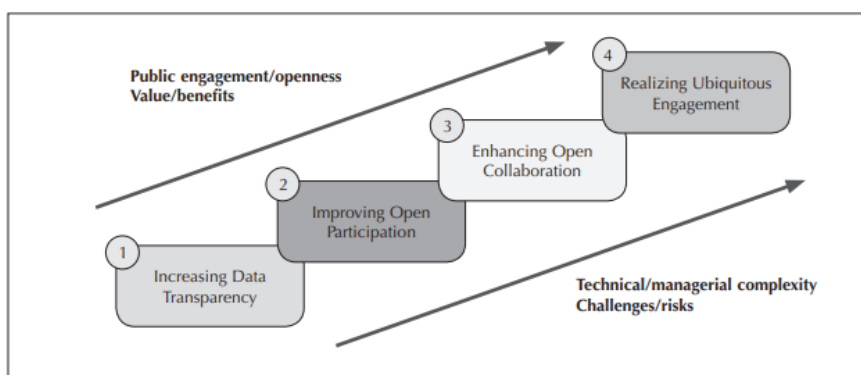 Public engagement/openness
Value/benefits
4
Realizing Ubiquitous
Engagement
3
Enhancing Open
Collaboration
2
Improving Open
Participation
1
Increasing Data
Transparency
Technical/managerial complexity
Challenges/risks